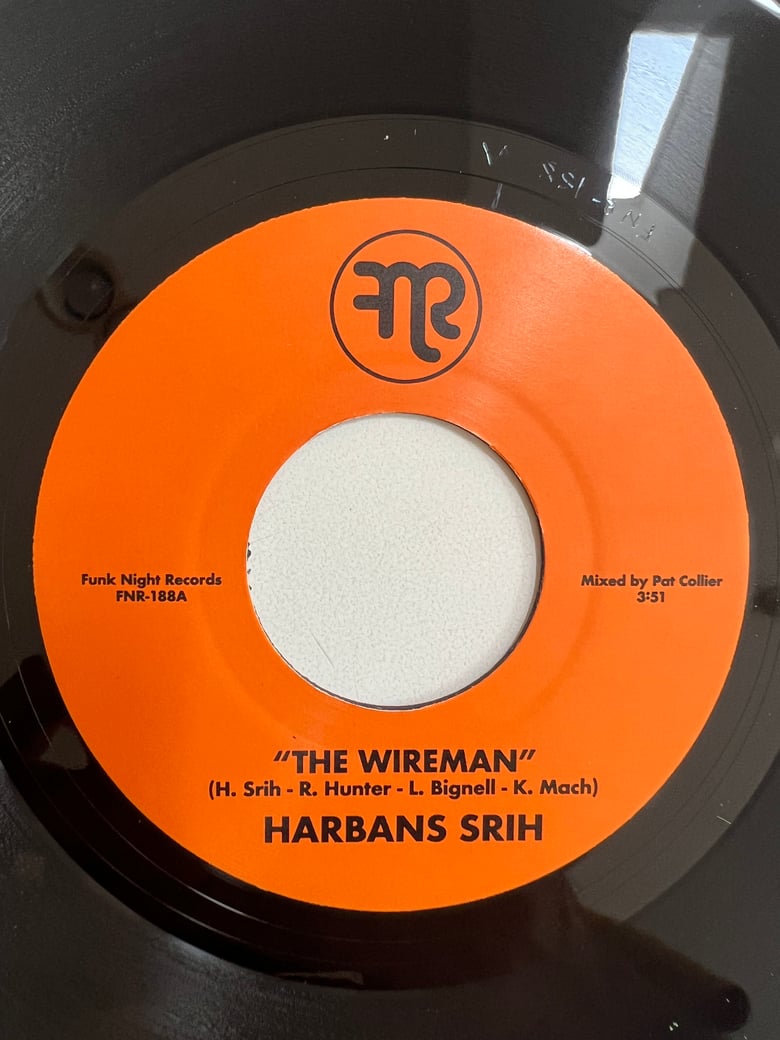 FNR
Funk Night Records
FNR-188A
Mixed by Pat Collier
3:51
“THE WIREMAN”
(H. Srih - R. Hunter - L. Bignell - K. Mach)
HARBANS SRIH